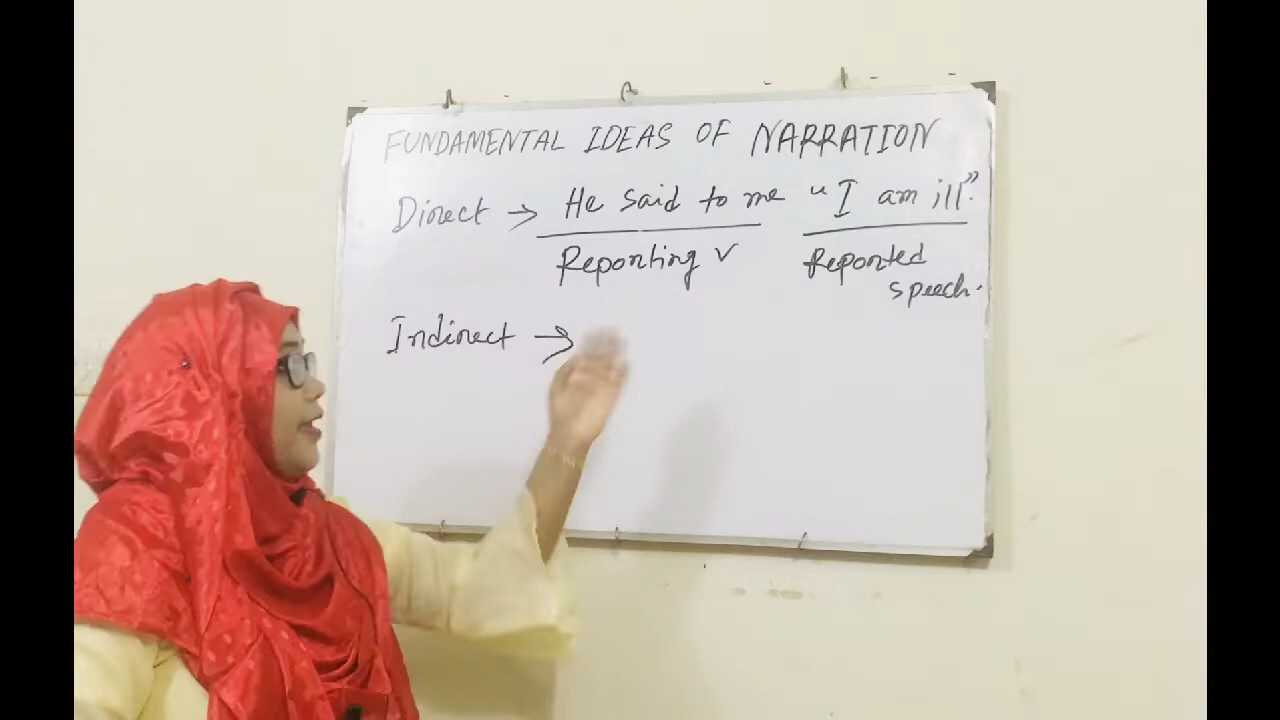 FUNDAMENTAL IDEAS OF NARRATION
Direct → He said to me "I am ill".
Reporting V Reported
speech.
Indirect →